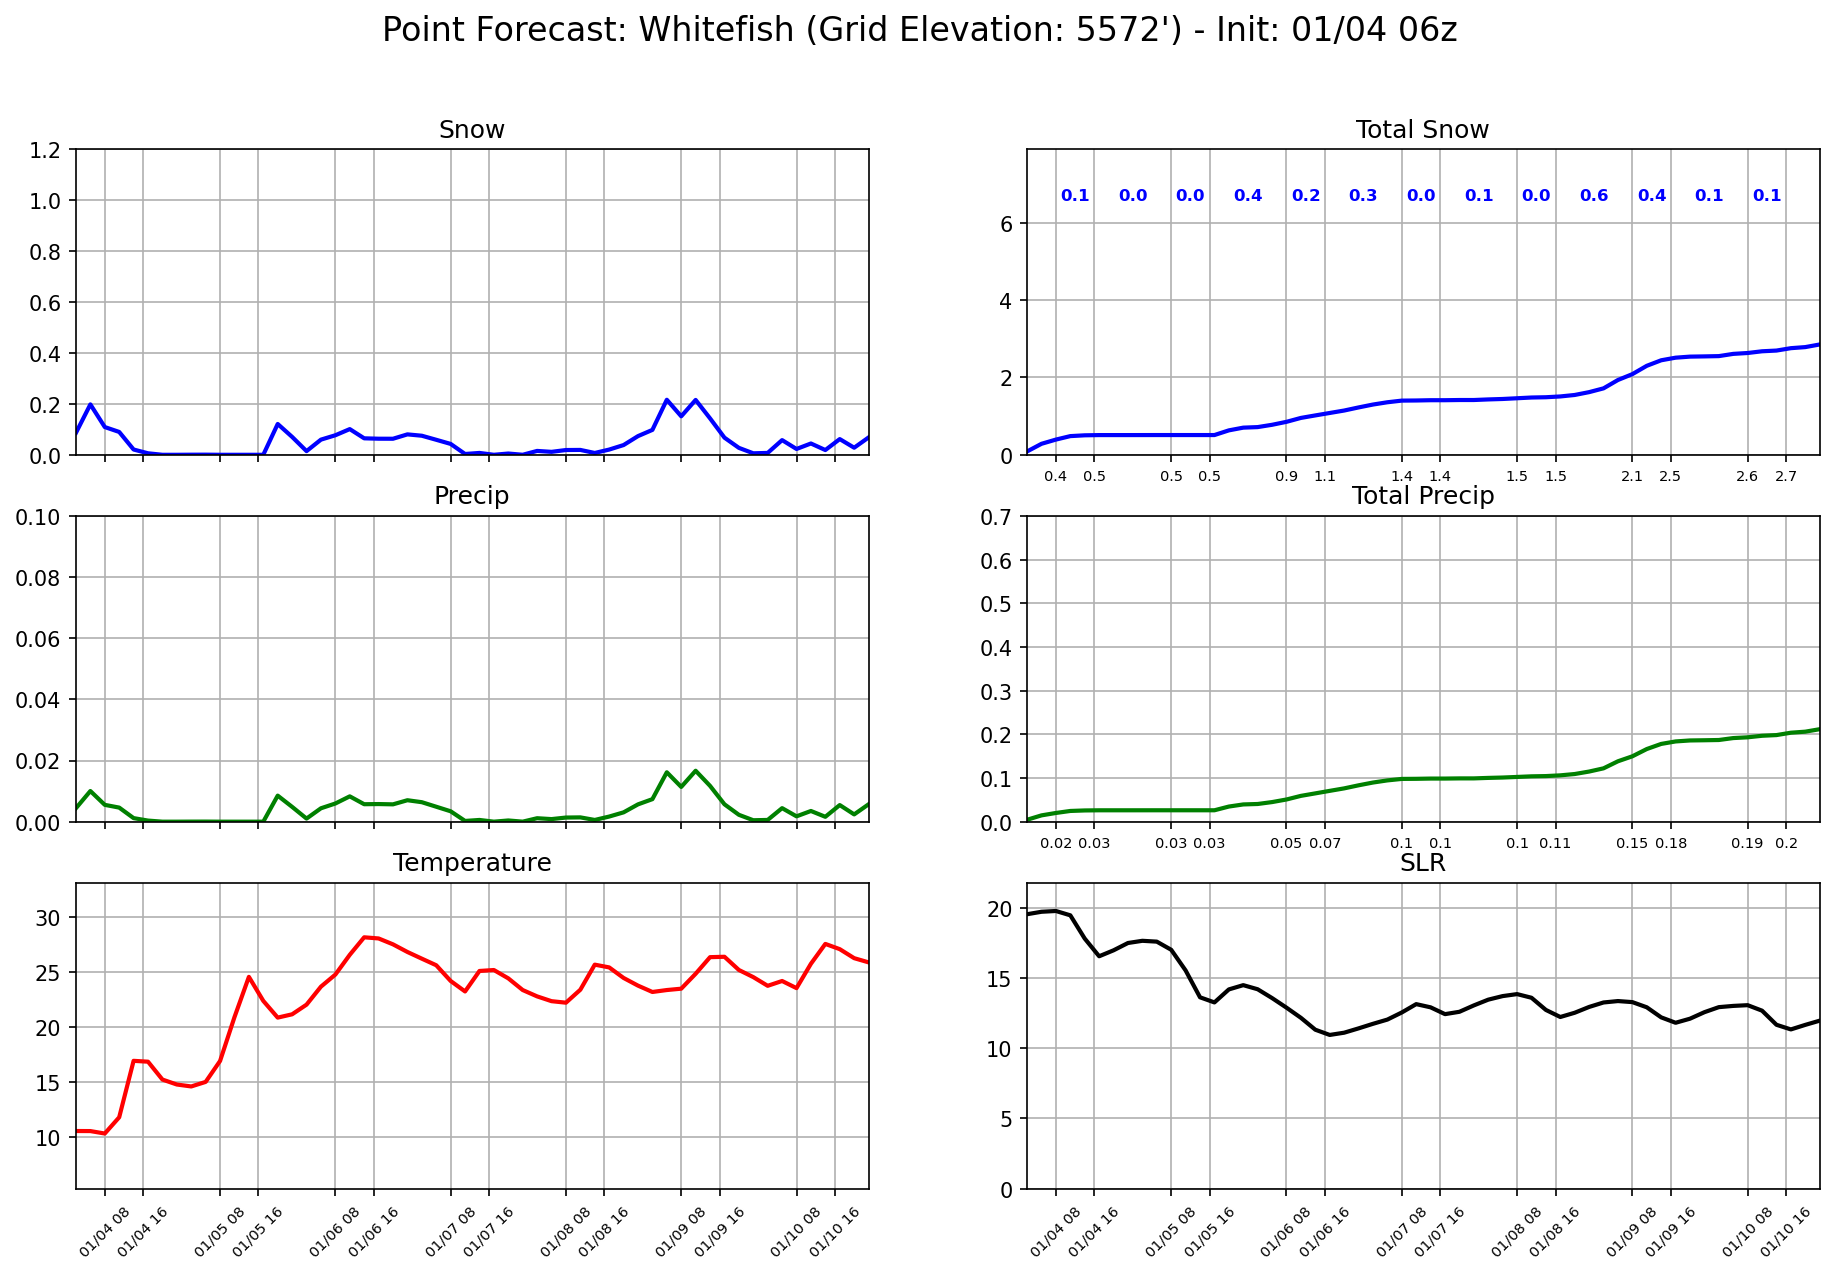 Point Forecast: Whitefish (Grid Elevation: 5572') - Init: 01/04 06z
Snow
1.2
1.0
0.8
0.6
0.4
0.2
0.0
Total Snow
0.1 0.0 0.0 0.4 0.2 0.3 0.0 0.1 0.0 0.6 0.4 0.1 0.1
6
4
2
0
0.4 0.5 0.5 0.5 0.9 1.1 1.4 1.4 1.5 1.5 2.1 2.5 2.6 2.7
Precip
0.10
0.08
0.06
0.04
0.02
0.00
Total Precip
0.7
0.6
0.5
0.4
0.3
0.2
0.1
0.0
0.02 0.03 0.03 0.03 0.05 0.07 0.1 0.1 0.1 0.11 0.15 0.18 0.19 0.2
Temperature
30
25
20
15
10
01/04 08 01/04 16 01/05 08 01/05 16 01/06 08 01/06 16 01/07 08 01/07 16 01/08 08 01/08 16 01/09 08 01/09 16 01/10 08 01/10 16
SLR
20
15
10
5
0
01/04 08 01/04 16 01/05 08 01/05 16 01/06 08 01/06 16 01/07 08 01/07 16 01/08 08 01/08 16 01/09 08 01/09 16 01/10 08 01/10 16